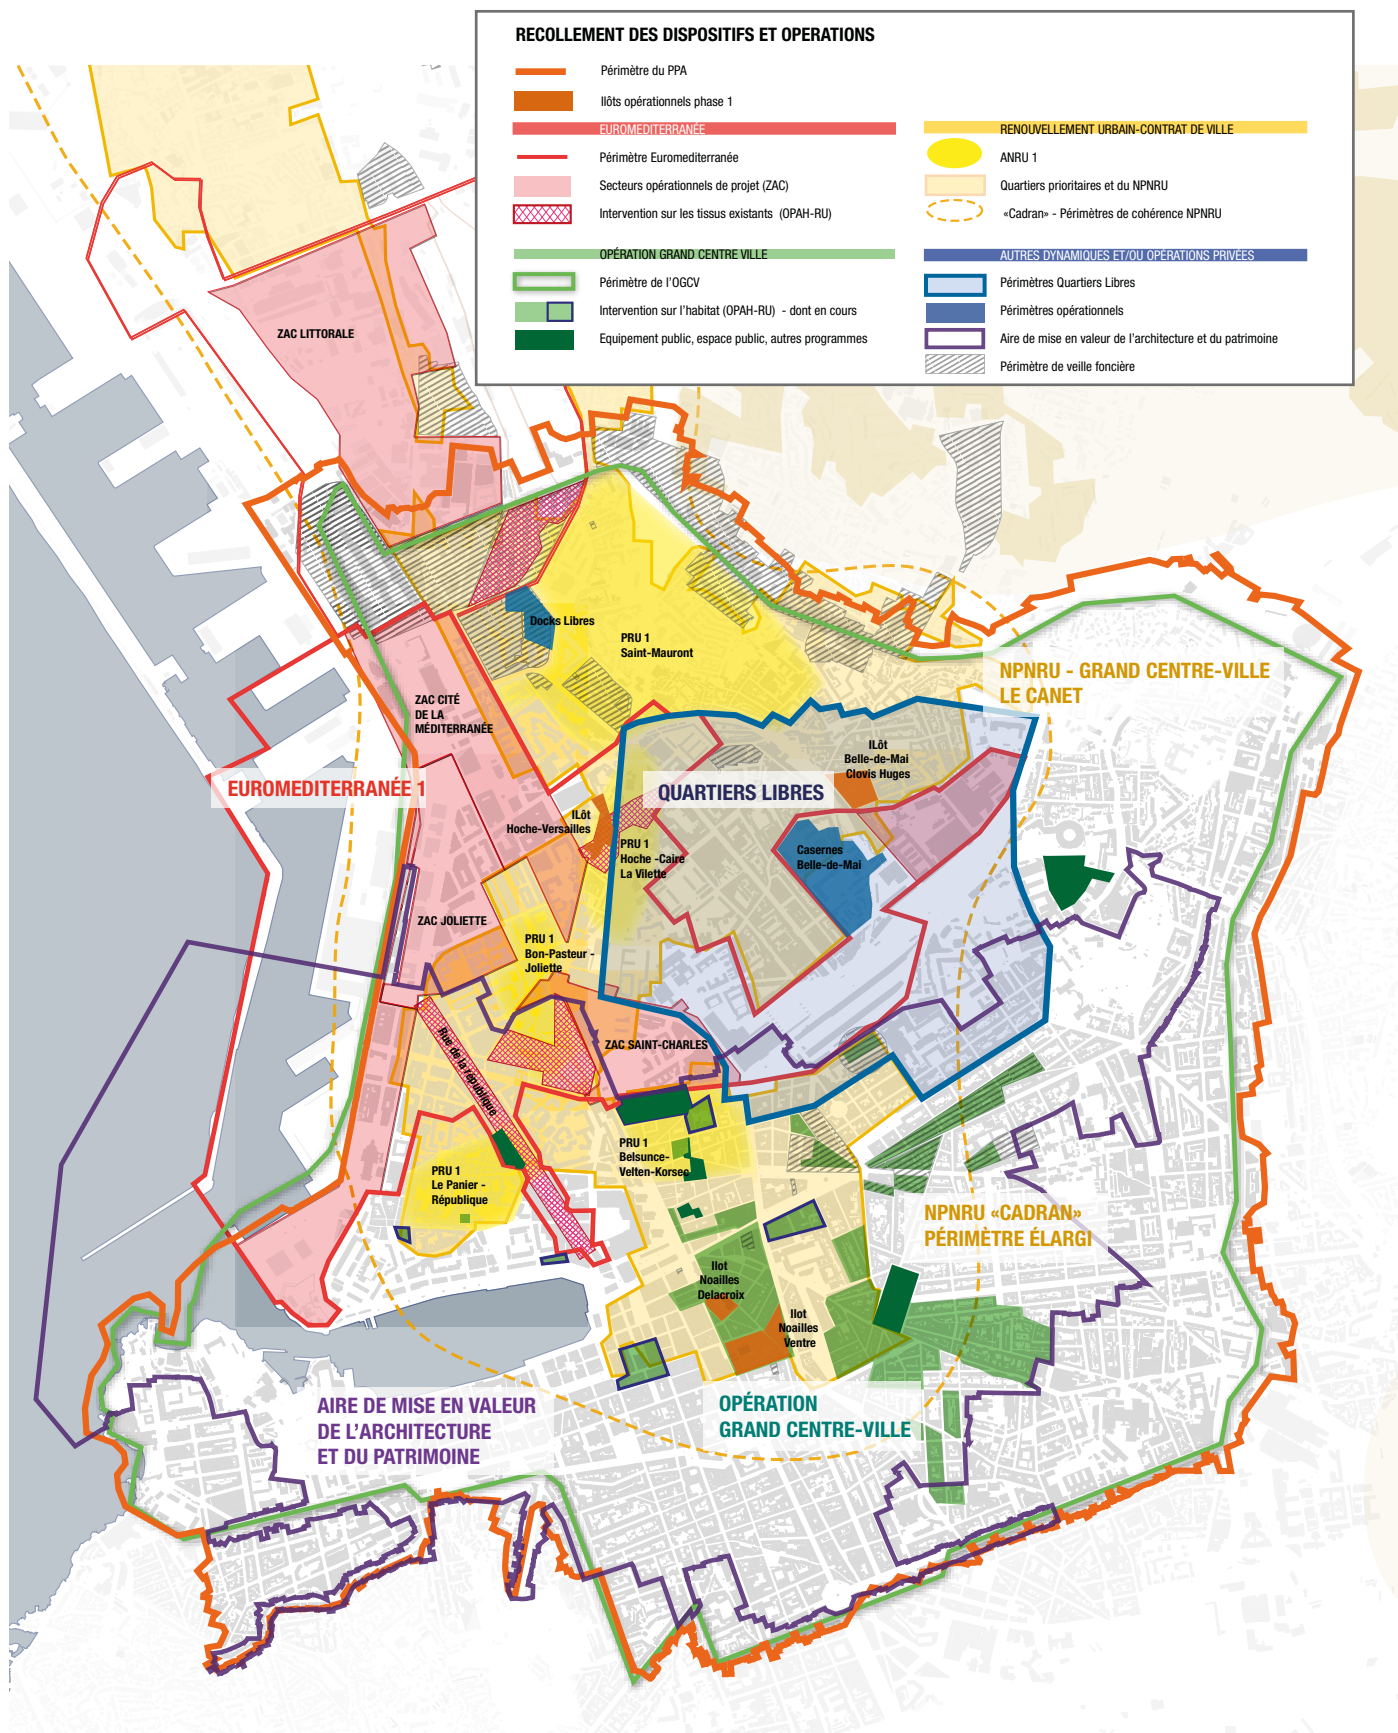 RECOLLEMENT DES DISPOSITIFS ET OPERATIONS
Périmètre du PPA
Ilôts opérationnels phase 1
EUROMEDITERRANÉE
Périmètre Euromediterranée
Secteurs opérationnels de projet (ZAC)
Intervention sur les tissus existants (OPAH-RU)
OPÉRATION GRAND CENTRE VILLE
Périmètre de l'OGCV
Intervention sur l'habitat (OPAH-RU) - dont en cours
Equipement public, espace public, autres programmes
RENOUVELLEMENT URBAIN-CONTRAT DE VILLE
ANRU 1
Quartiers prioritaires et du NPNRU
«Cadran» - Périmètres de cohérence NPNRU
AUTRES DYNAMIQUES ET/OU OPÉRATIONS PRIVÉES
Périmètres Quartiers Libres
Périmètres opérationnels
Aire de mise en valeur de l'architecture et du patrimoine
Périmètre de veille foncière
ZAC LITTORALE
Docks Libres
PRU 1
Saint-Mauront
NPNRU - GRAND CENTRE-VILLE
LE CANET
ZAC CITÉ
DE LA
MÉDITERRANÉE
ILôt
Belle-de-Mai
Clovis Hugues
EUROMEDITERRANÉE 1
QUARTIERS LIBRES
ILôt
Hoche-Versailles
PRU 1
Hoche -Caire
La Vilette
Casernes
Belle-de-Mai
ZAC JOLIETTE
PRU 1
Bon-Pasteur -
Joliette
ZAC SAINT-CHARLES
Rue de la république
PRU 1
Belsunce-
Velten-Korsec
PRU 1
Le Panier -
République
NPNRU «CADRAN»
PÉRIMÈTRE ÉLARGI
Ilot
Noailles
Delacroix
Ilot
Noailles
Ventre
AIRE DE MISE EN VALEUR
DE L'ARCHITECTURE
ET DU PATRIMOINE
OPÉRATION
GRAND CENTRE-VILLE